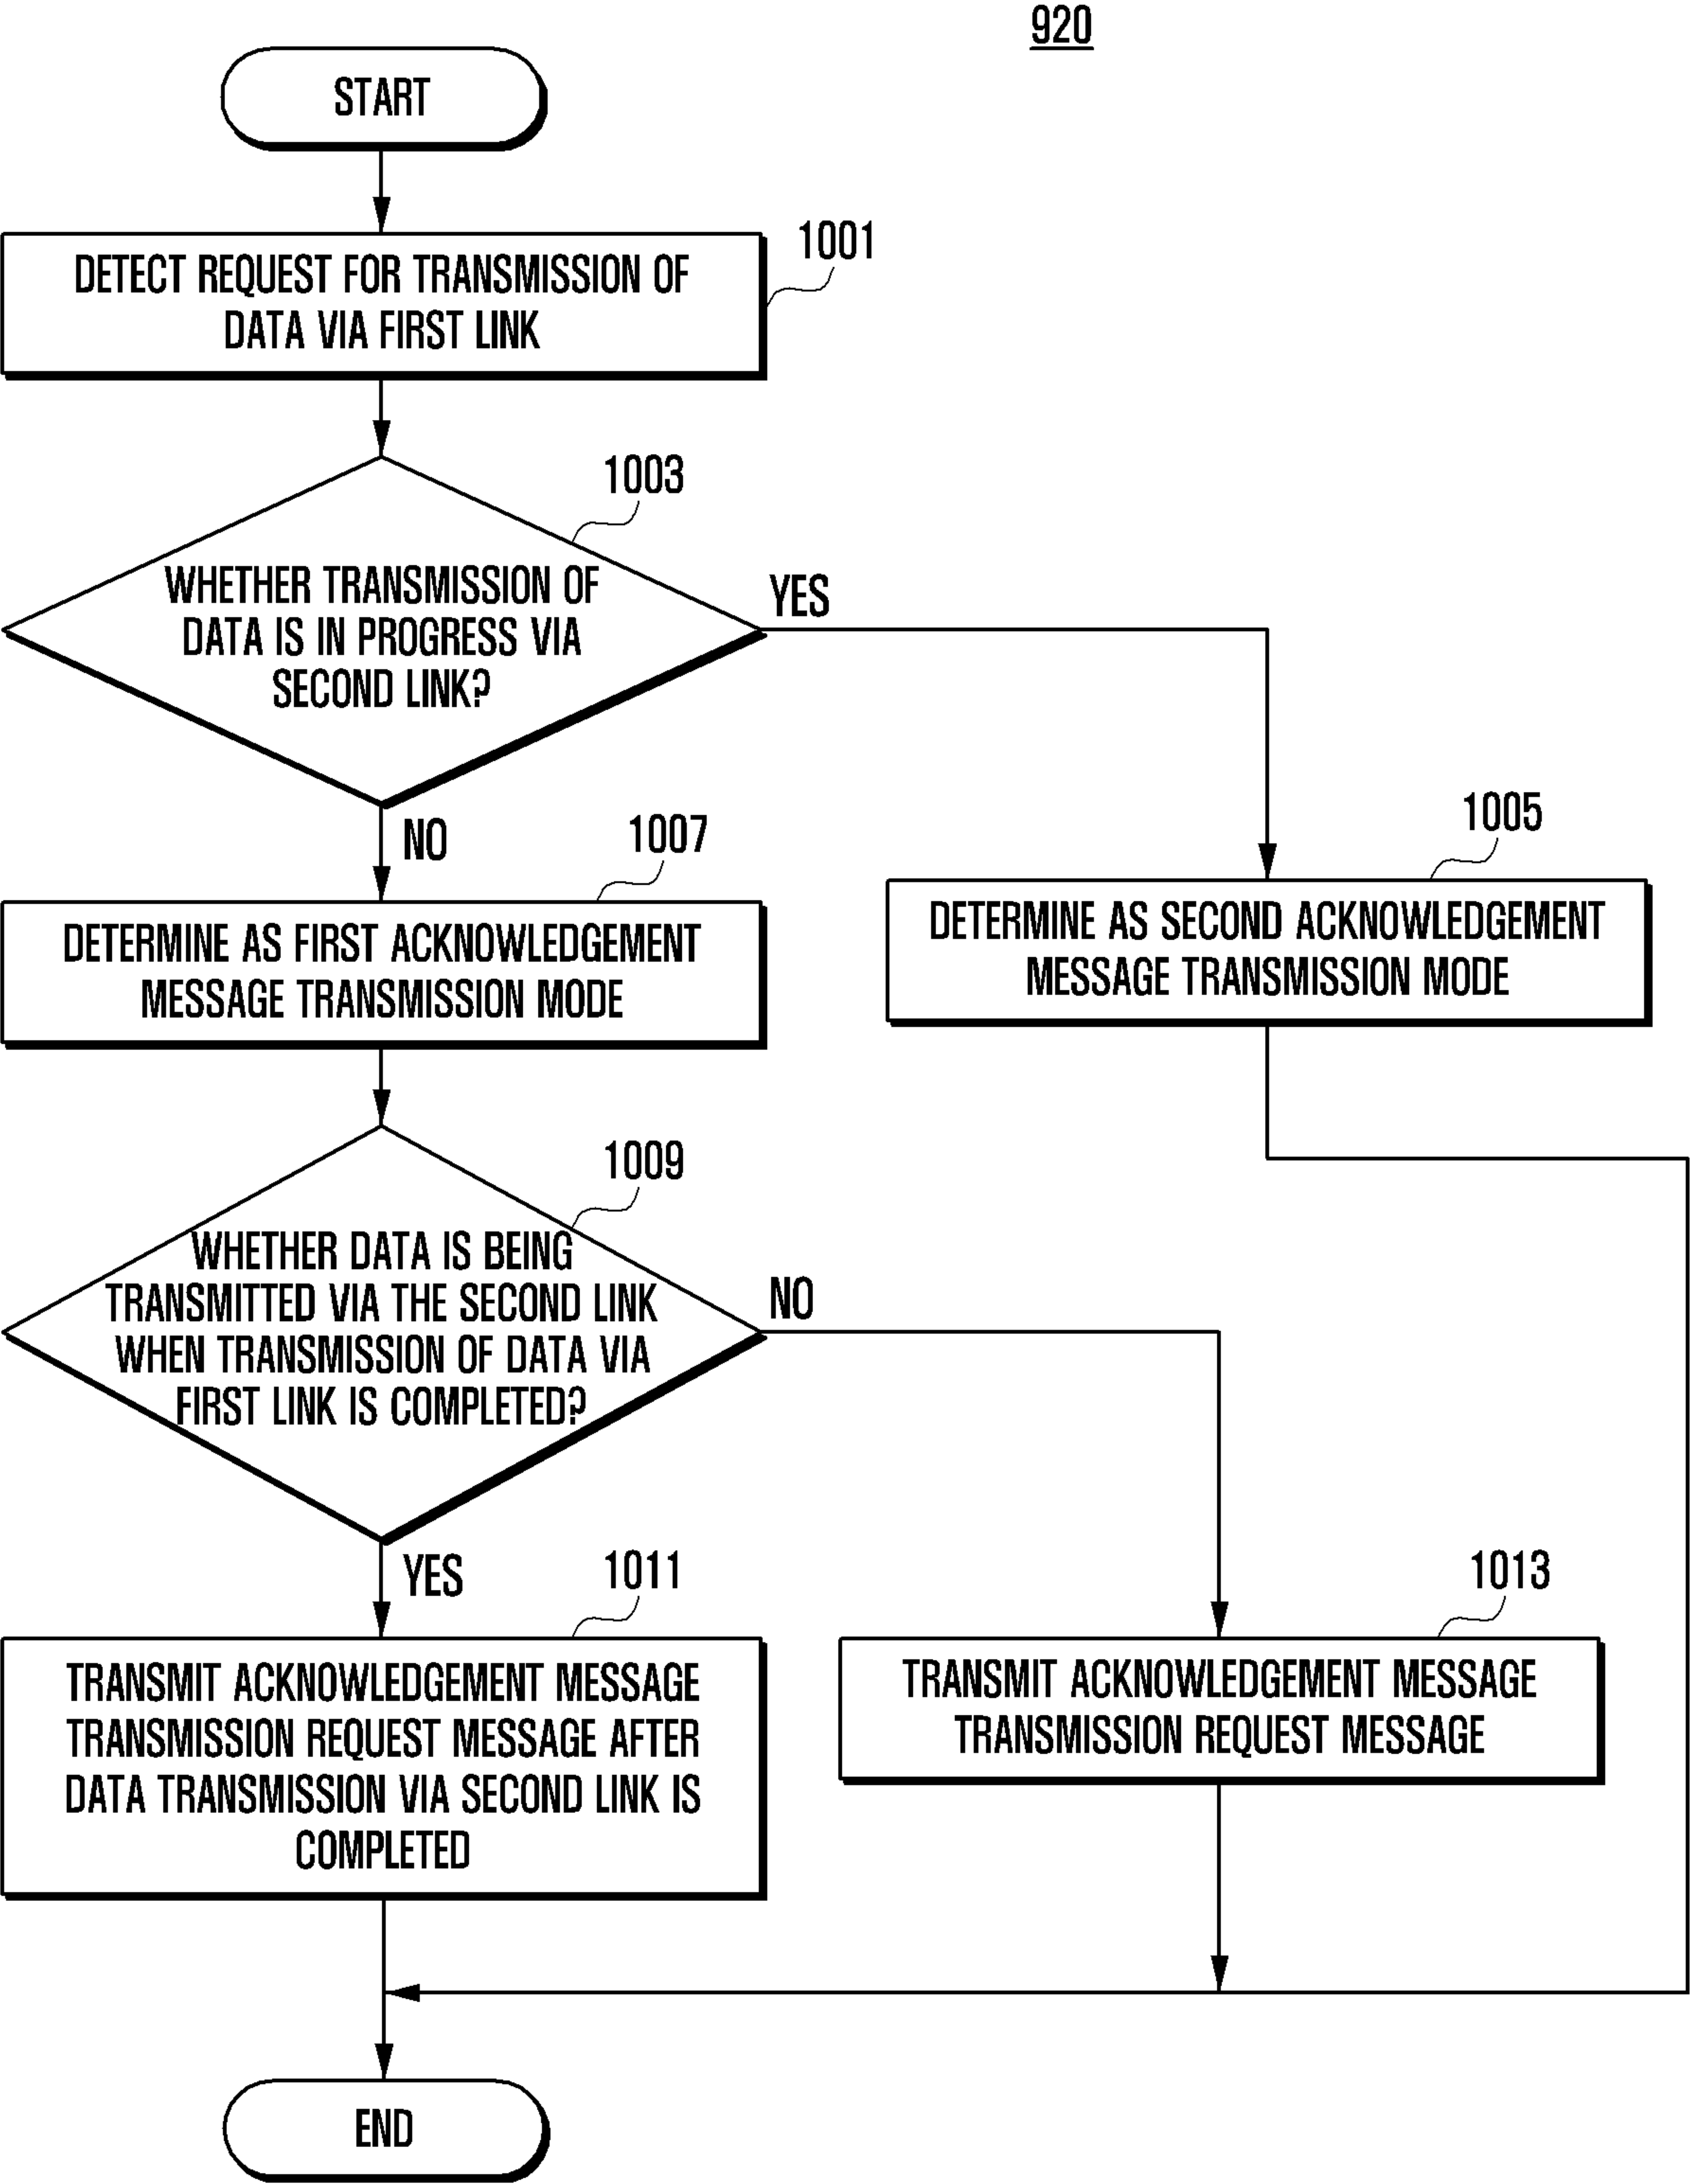 920
START
1001
DETECT REQUEST FOR TRANSMISSION OF
DATA VIA FIRST LINK
1003
WHETHER TRANSMISSION OF
DATA IS IN PROGRESS VIA
SECOND LINK?
YES
NO
1005
DETERMINE AS SECOND ACKNOWLEDGEMENT
MESSAGE TRANSMISSION MODE
1007
DETERMINE AS FIRST ACKNOWLEDGEMENT
MESSAGE TRANSMISSION MODE
1009
WHETHER DATA IS BEING
TRANSMITTED VIA THE SECOND LINK
WHEN TRANSMISSION OF DATA VIA
FIRST LINK IS COMPLETED?
NO
YES
1011
TRANSMIT ACKNOWLEDGEMENT MESSAGE
TRANSMISSION REQUEST MESSAGE AFTER
DATA TRANSMISSION VIA SECOND LINK IS
COMPLETED
1013
TRANSMIT ACKNOWLEDGEMENT MESSAGE
TRANSMISSION REQUEST MESSAGE
END